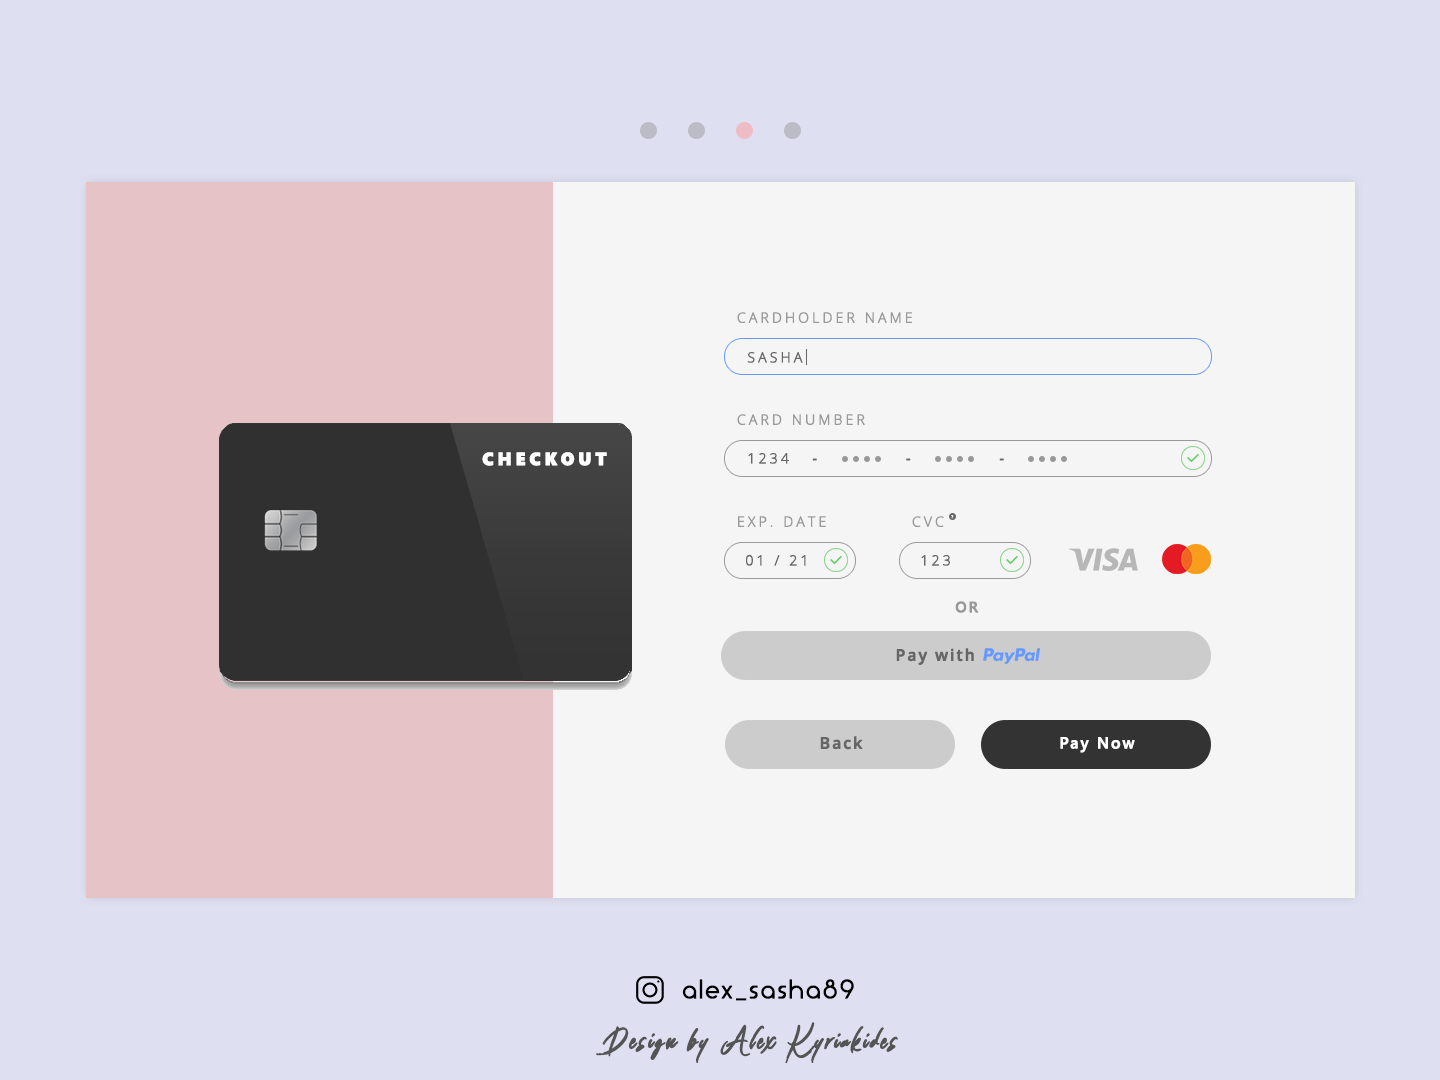 CHECKOUT
CARDHOLDER NAME
SASHA
CARD NUMBER
1234 - •••• - •••• - ••••
EXP. DATE
CVC
01 / 21
123
VISA
OR
Pay with PayPal
Back
Pay Now
alex_sasha89
Design by Alex Kyriakides